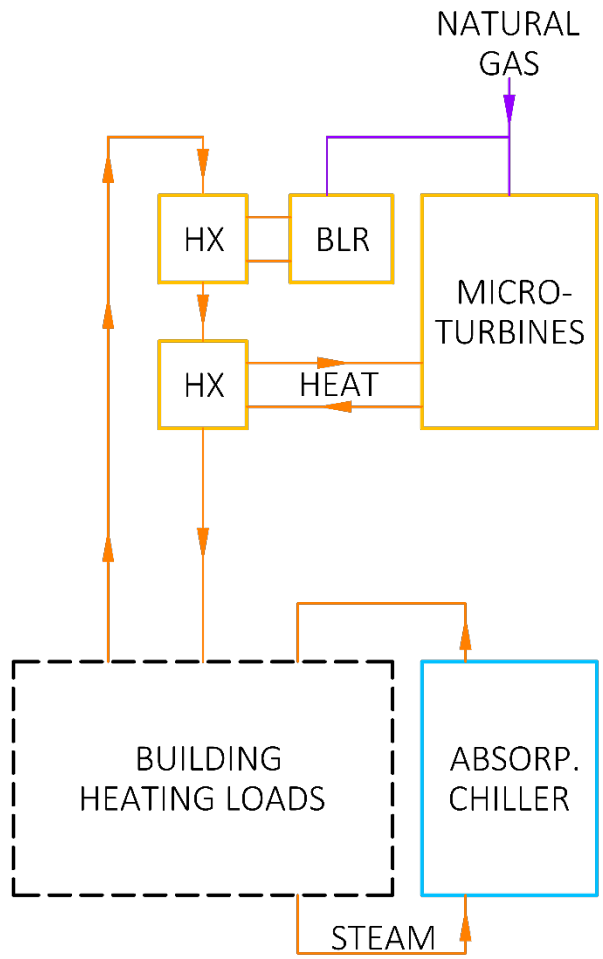 NATURAL
GAS
HX
BLR
MICRO-
TURBINES
HX
HEAT
BUILDING
HEATING LOADS
ABSORP.
CHILLER
STEAM